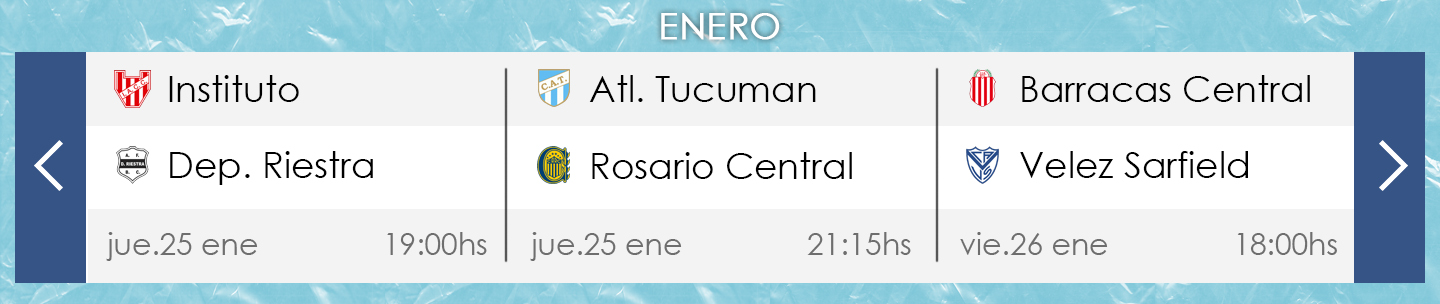 ENERO
Instituto
Dep. Riestra
jue.25 ene 19:00hs
C.A.T.
Atl. Tucuman
Rosario Central
jue.25 ene 21:15hs
Barracas Central
Velez Sarfield
vie.26 ene 18:00hs